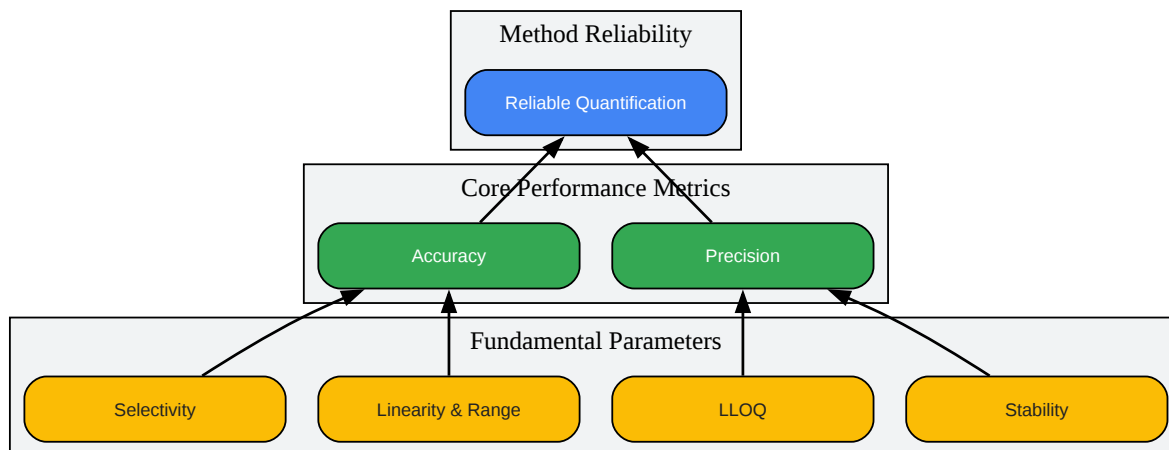 Method Reliability
Reliable Quantification
Core Performance Metrics
Accuracy
Precision
Fundamental Parameters
Selectivity
Linearity & Range
LLOQ
Stability